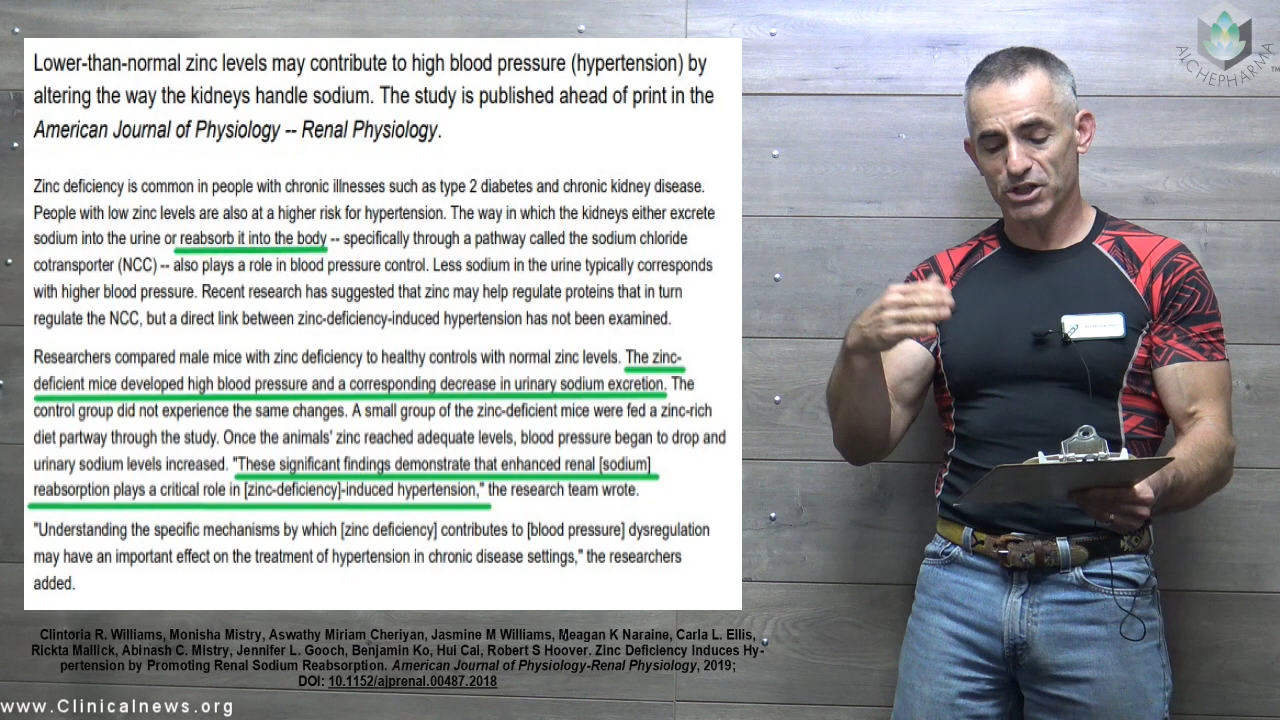 Lower-than-normal zinc levels may contribute to high blood pressure (hypertension) by
altering the way the kidneys handle sodium. The study is published ahead of print in the
American Journal of Physiology -- Renal Physiology.
Zinc deficiency is common in people with chronic illnesses such as type 2 diabetes and chronic kidney disease.
People with low zinc levels are also at a higher risk for hypertension. The way in which the kidneys either excrete
sodium into the urine or reabsorb it into the body -- specifically through a pathway called the sodium chloride
cotransporter (NCC) -- also plays a role in blood pressure control. Less sodium in the urine typically corresponds
with higher blood pressure. Recent research has suggested that zinc may help regulate proteins that in turn
regulate the NCC, but a direct link between zinc-deficiency-induced hypertension has not been examined.
Researchers compared male mice with zinc deficiency to healthy controls with normal zinc levels. The zinc-
deficient mice developed high blood pressure and a corresponding decrease in urinary sodium excretion. The
control group did not experience the same changes. A small group of the zinc-deficient mice were fed a zinc-rich
diet partway through the study. Once the animals' zinc reached adequate levels, blood pressure began to drop and
urinary sodium levels increased. "These significant findings demonstrate that enhanced renal [sodium]
reabsorption plays a critical role in [zinc-deficiency]-induced hypertension," the research team wrote.
"Understanding the specific mechanisms by which [zinc deficiency] contributes to [blood pressure] dysregulation
may have an important effect on the treatment of hypertension in chronic disease settings," the researchers
added.
Clintoria R. Williams, Monisha Mistry, Aswathy Miriam Cheriyan, Jasmine M Williams, Meagan K Naraine, Carla L. Ellis,
Rickta Mallick, Abinash C. Mistry, Jennifer L. Gooch, Benjamin Ko, Hui Cai, Robert S Hoover. Zinc Deficiency Induces Hy-
pertension by Promoting Renal Sodium Reabsorption. American Journal of Physiology-Renal Physiology, 2019;
DOI: 10.1152/ajprenal.00487.2018
www.Clinicalnews.org
ALCHEPHARMA™